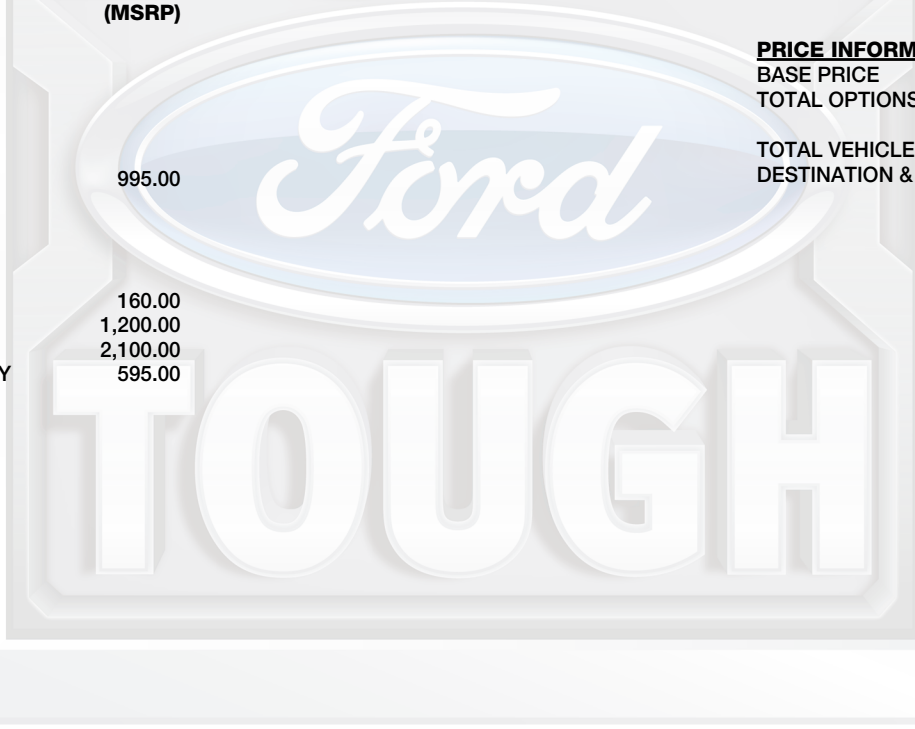 (MSRP)
995.00
160.00
1,200.00
2,100.00
Y 595.00
PRICE INFORM
BASE PRICE
TOTAL OPTIONS
TOTAL VEHICLE
DESTINATION &
Ford
TOUGH